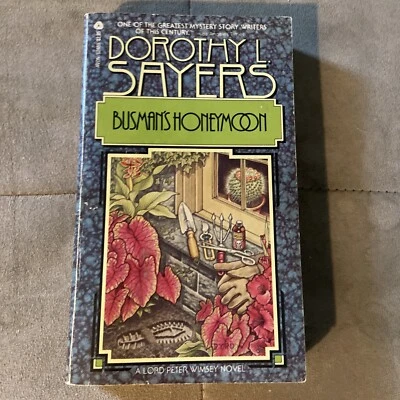 "ONE OF THE GREATEST MYSTERY STORY WRITERS
OF THIS CENTURY."
DOROTHY L.
SAYERS
BUSMAN'S HONEYMOON
A LORD PETER WIMSEY NOVEL